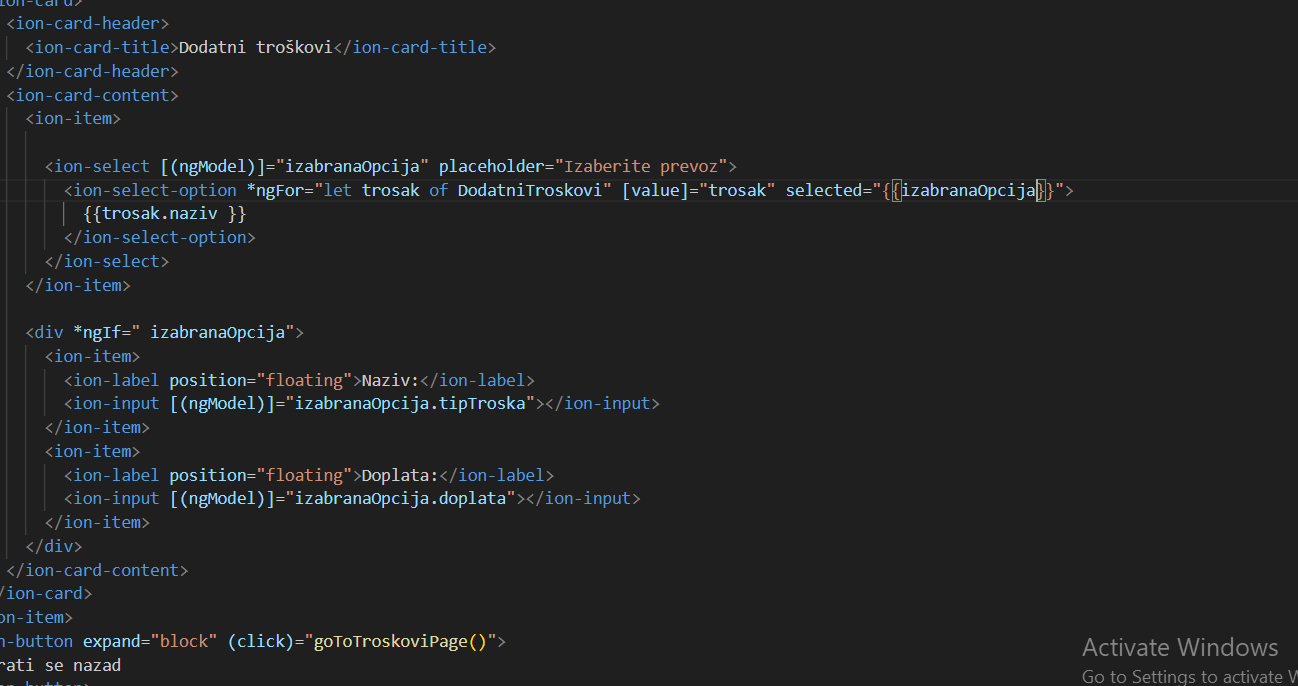 ion-card>
<ion-card-header>
<ion-card-title>Dodatni troškovi</ion-card-title>
</ion-card-header>
<ion-card-content>
<ion-item>
<ion-select [(ngModel)]="izabranaOpcija" placeholder="Izaberite prevoz">
<ion-select-option *ngFor="let trosak of DodatniTroskovi" [value]="trosak" selected="{{izabranaOpcija}}">
{{trosak.naziv }}
</ion-select-option>
</ion-select>
</ion-item>
<div *ngIf=" izabranaOpcija">
<ion-item>
<ion-label position="floating">Naziv:</ion-label>
<ion-input [(ngModel)]="izabranaOpcija.tipTroska"></ion-input>
</ion-item>
<ion-item>
<ion-label position="floating">Doplata:</ion-label>
<ion-input [(ngModel)]="izabranaOpcija.doplata"></ion-input>
</ion-item>
</div>
</ion-card-content>
/ion-card>
on-item>
n-button expand="block" (click)="goToTroskoviPage()">
rati se nazad
Activate Windows
Go to Settings to activate W